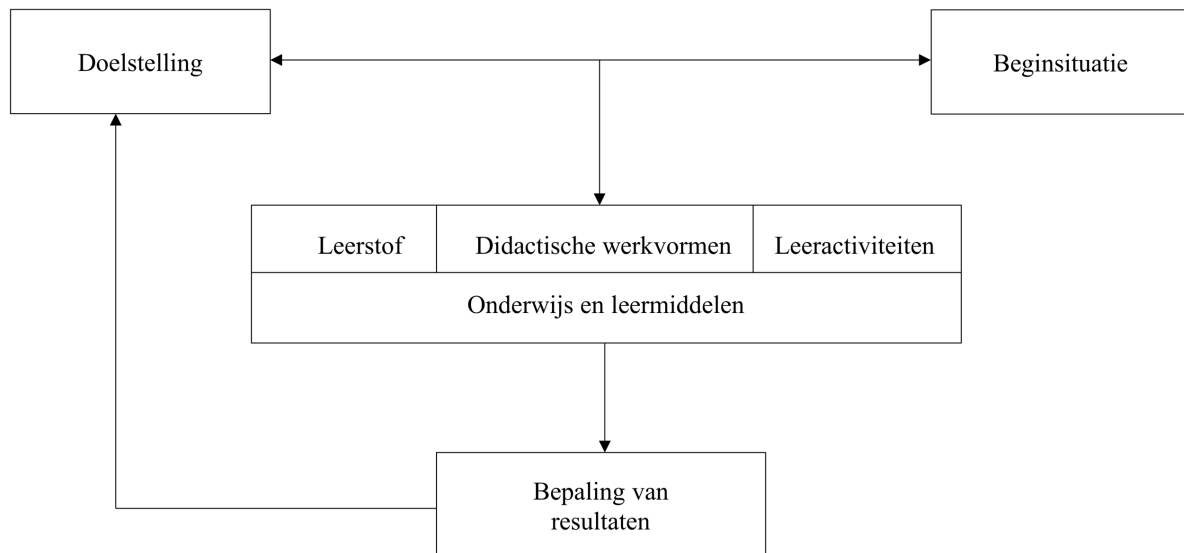 Doelstelling
Beginsituatie
Leerstof
Didactische werkvormen
Leeractiviteiten
Onderwijs en leermiddelen
Bepaling van
resultaten